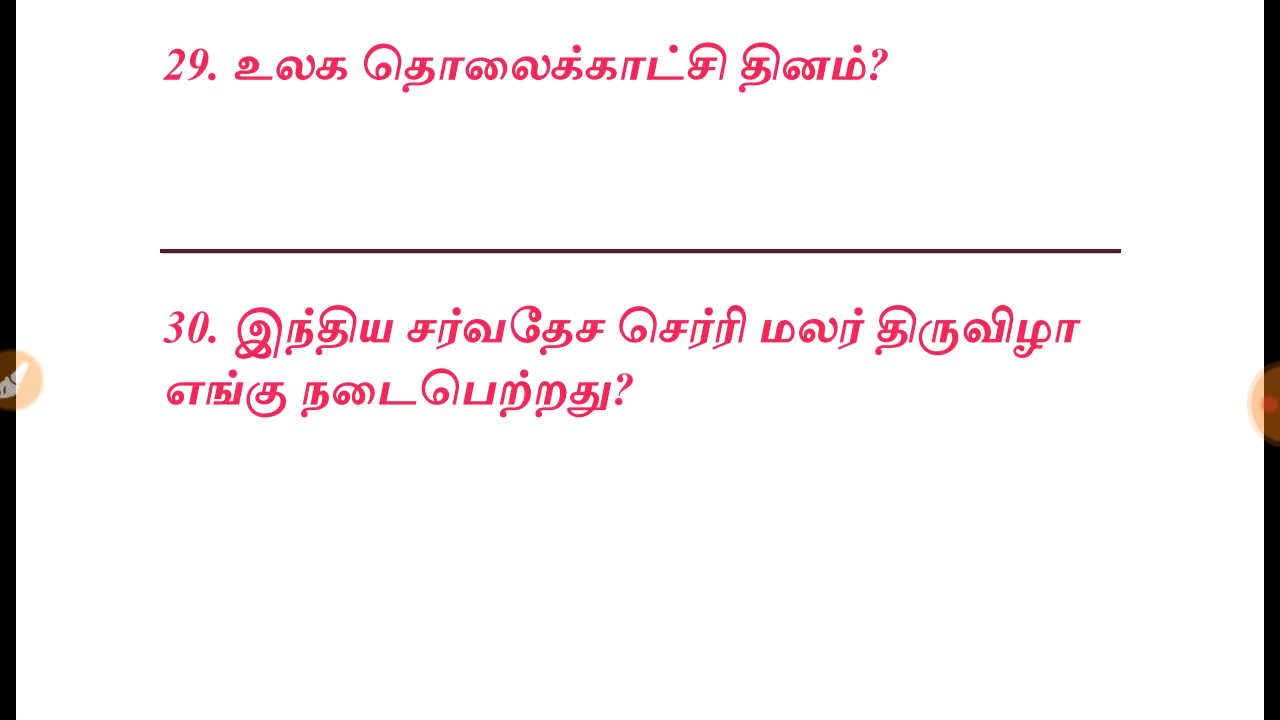 29. உலக தொலைக்காட்சி தினம்?
30. இந்திய சர்வதேச செர்ரி மலர் திருவிழா
எங்கு நடைபெற்றது?